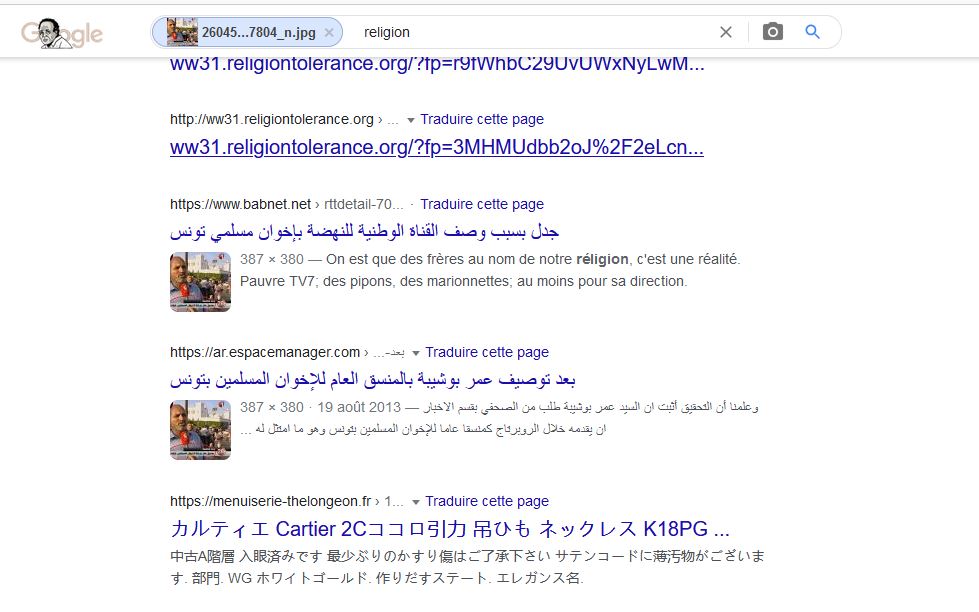 Google
26045...7804_n.jpg × religion
ww31.religiontolerance.org/?fp=r9fWhbC29UvUWxNyLwM...
http://ww31.religiontolerance.org › ... Traduire cette page
ww31.religiontolerance.org/?fp=3MHMUdbb2oJ%2F2eLcn...
https://www.babnet.net › rttdetail-70... · Traduire cette page
جدل بسبب وصف القناة الوطنية للنهضة بإخوان مسلمي تونس
387 × 380 — On est que des frères au nom de notre réligion, c'est une réalité.
Pauvre TV7; des pipons, des marionnettes; au moins pour sa direction.
https://ar.espacemanager.com › ...-بعد Traduire cette page
بعد توصيف عمر بوشيبة بالمنسق العام للإخوان المسلمين بتونس
387 × 380 · 19 août 2013 — وعلمنا أن التحقيق أثبت ان السيد عمر بوشيبة طلب من الصحفي بقسم الاخبار
ان يقدمه خلال الروبرتاج كمنسقا عاما للإخوان المسلمين بتونس وهو ما امتثل له ...
https://menuiserie-thelongeon.fr › 1... Traduire cette page
カルティエ Cartier 2Cココロ引力 吊ひも ネックレス K18PG ...
中古A階層 入眼済みです 最少ぶりのかすり傷はご了承下さい サテンコードに薄汚物がございま
す. 部門. WG ホワイトゴールド. 作りだすステート. エレガンス名.